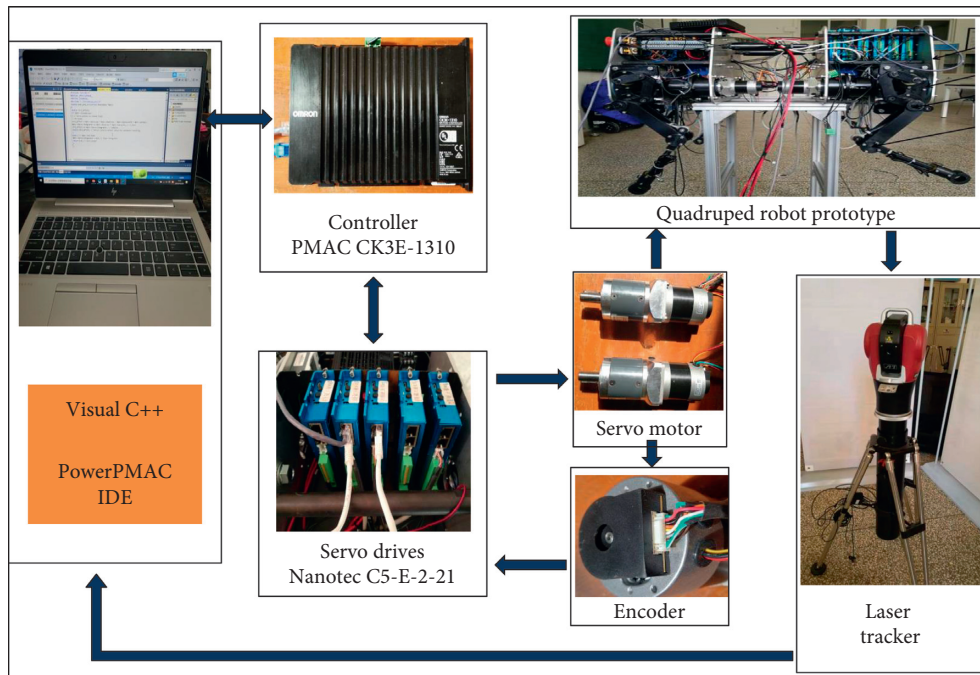 Visual C++
PowerPMAC
IDE
OMRON
Controller
PMAC CK3E-1310
Servo drives
Nanotec C5-E-2-21
Servo motor
Encoder
Quadruped robot prototype
Laser
tracker